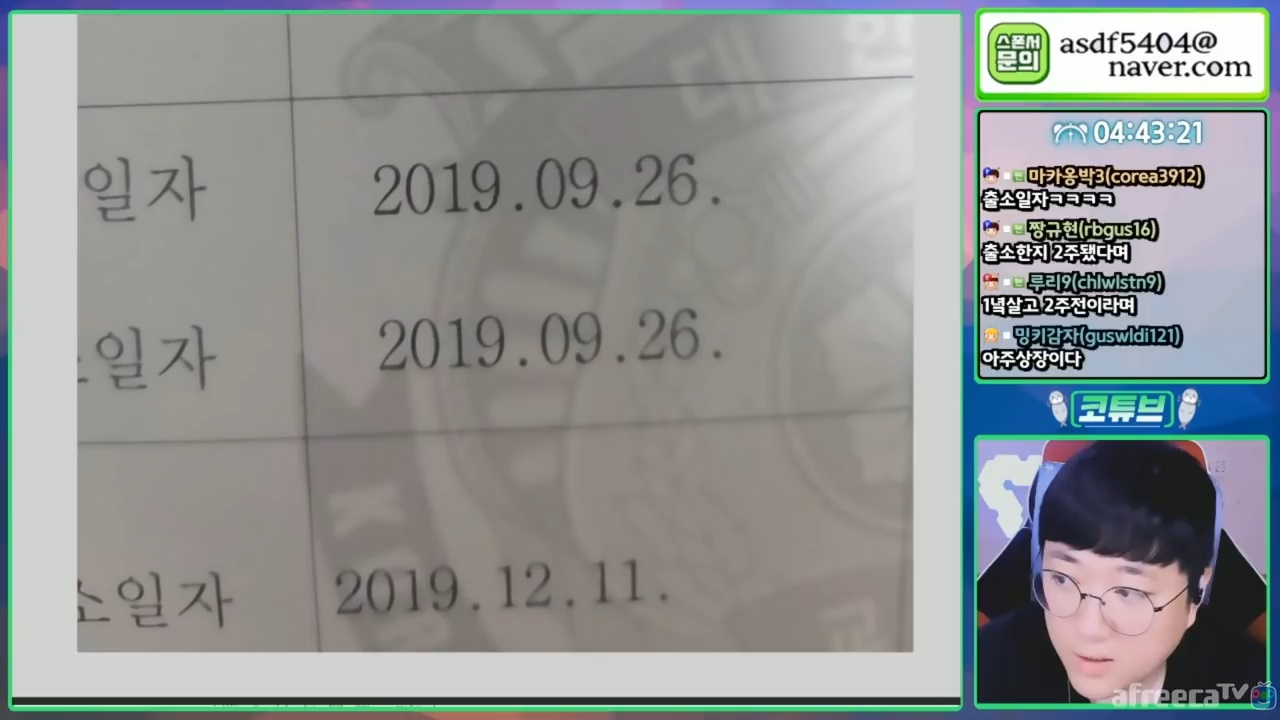 대한
일자 2019.09.26.
일자 2019.09.26.
소일자 2019.12.11.
K
교
스폰서
문의
asdf5404@
naver.com
04:43:21
마카옹박3(corea3912)
출소일자ㅋㅋㅋㅋ
짱규현(rbgus16)
출소한지 2주됐다며
루리9(chlwlstn9)
1녘살고 2주전이라며
밍키감자(guswldi121)
아주상장이다
코튜브
afreecaTV